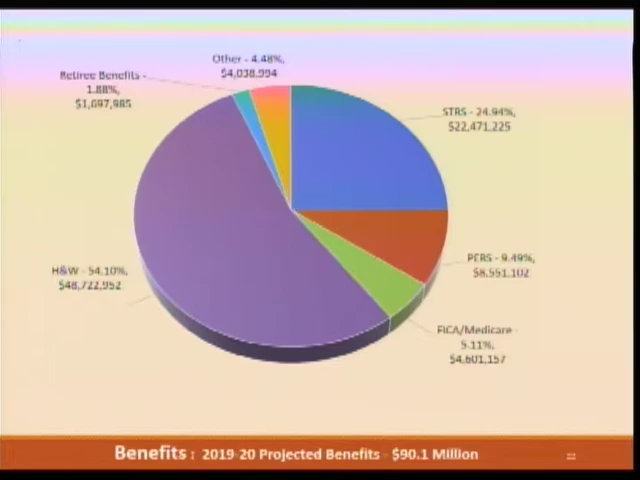 Other - 4.48%,
$4,038,994
Retiree Benefits -
1.88%,
$1,697,985
STRS - 24.94%,
$22,471,225
PERS - 9.49%,
$8,551,102
H&W - 54.10%,
$48,722,952
FICA/Medicare -
5.11%,
$4,601,157
Benefits : 2019-20 Projected Benefits - $90.1 Million